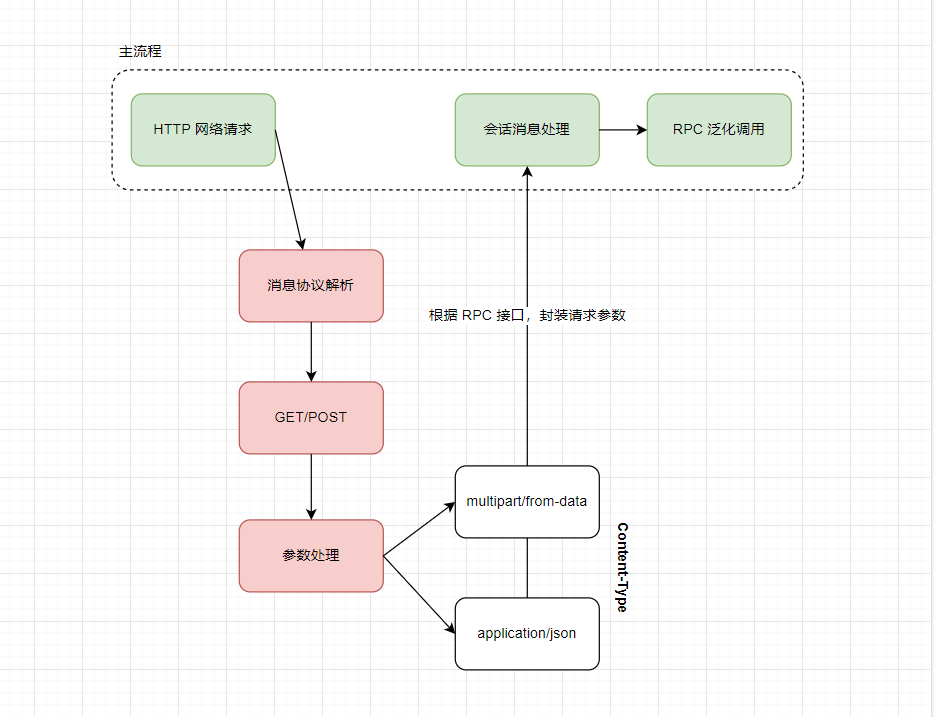 主流程
HTTP 网络请求
会话消息处理
RPC 泛化调用
消息协议解析
根据 RPC 接口，封装请求参数
GET/POST
参数处理
multipart/from-data
application/json
Content-Type